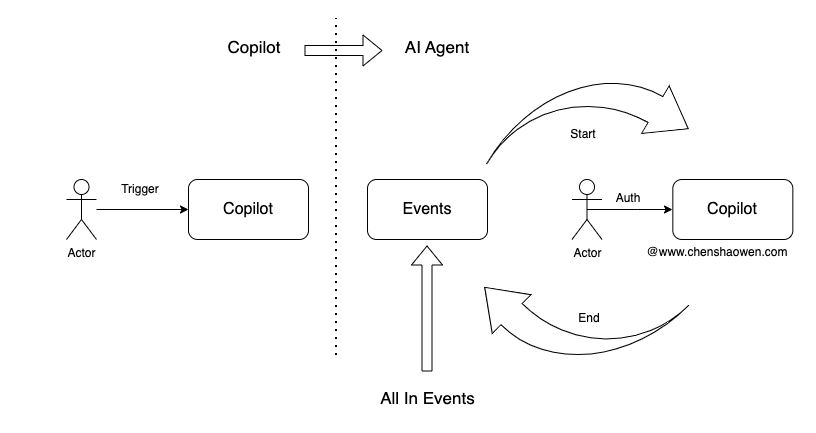 Copilot
AI Agent
Start
Trigger
Copilot
Actor
Events
Auth
Copilot
Actor
@www.chenshaowen.com
End
All In Events